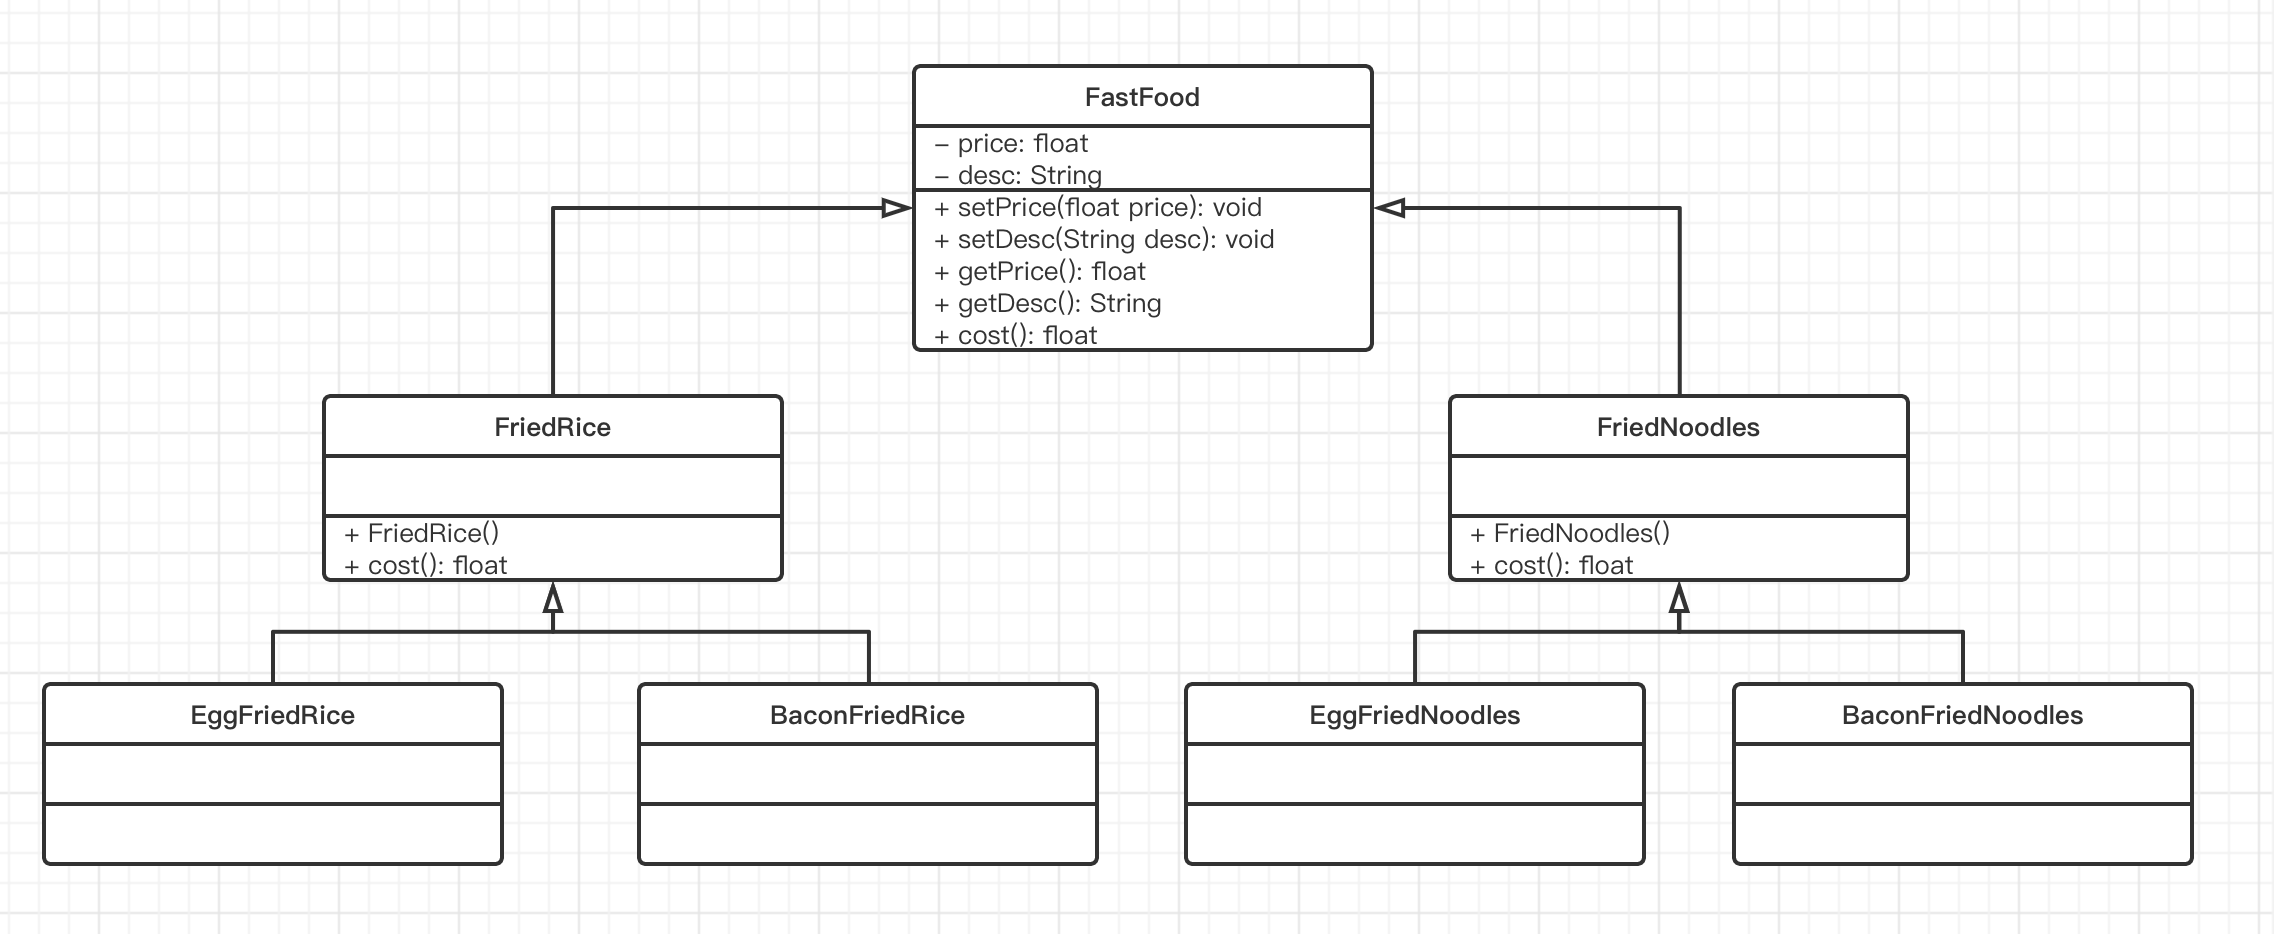 FastFood
– price: float
– desc: String
+ setPrice(float price): void
+ setDesc(String desc): void
+ getPrice(): float
+ getDesc(): String
+ cost(): float
FriedRice
+ FriedRice()
+ cost(): float
FriedNoodles
+ FriedNoodles()
+ cost(): float
EggFriedRice
BaconFriedRice
EggFriedNoodles
BaconFriedNoodles